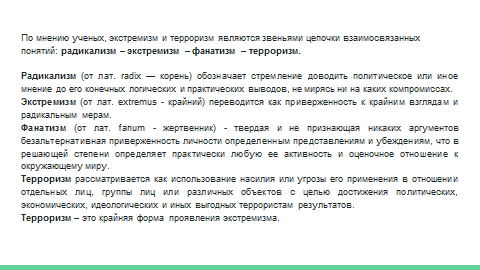 По мнению ученых, экстремизм и терроризм являются звеньями цепочки взаимосвязанных
понятий: радикализм – экстремизм – фанатизм – терроризм.
Радикализм (от лат. radix — корень) обозначает стремление доводить политическое или иное
мнение до его конечных логических и практических выводов, не мирясь ни на каких компромиссах.
Экстремизм (от лат. extremus - крайний) переводится как приверженность к крайним взглядам и
радикальным мерам.
Фанатизм (от лат. fanum - жертвенник) - твердая и не признающая никаких аргументов
безальтернативная приверженность личности определенным представлениям и убеждениям, что в
решающей степени определяет практически любую ее активность и оценочное отношение к
окружающему миру.
Терроризм рассматривается как использование насилия или угрозы его применения в отношении
отдельных лиц, группы лиц или различных объектов с целью достижения политических,
экономических, идеологических и иных выгодных террористам результатов.
Терроризм – это крайняя форма проявления экстремизма.